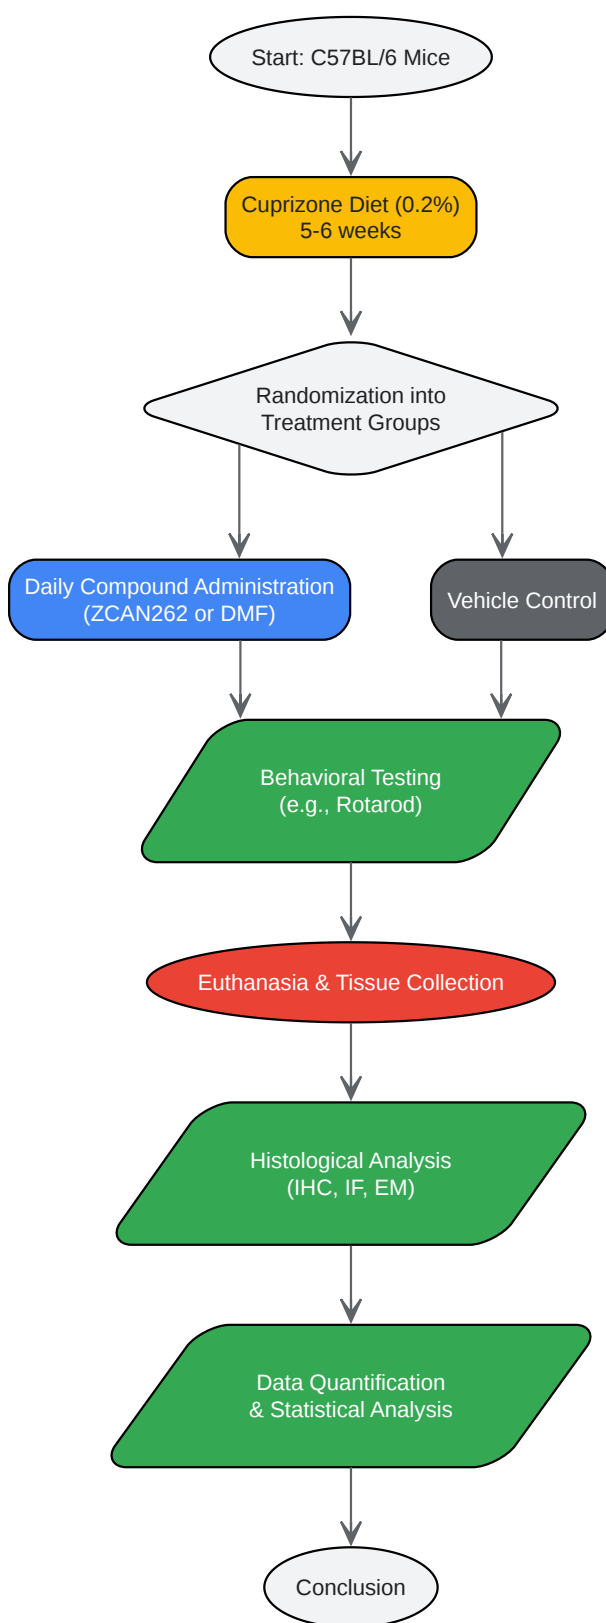 Start: C57BL/6 Mice
Cuprizone Diet (0.2%)
5-6 weeks
Randomization into
Treatment Groups
Daily Compound Administration
(ZCAN262 or DMF)
Vehicle Control
Behavioral Testing
(e.g., Rotarod)
Euthanasia & Tissue Collection
Histological Analysis
(IHC, IF, EM)
Data Quantification
& Statistical Analysis
Conclusion